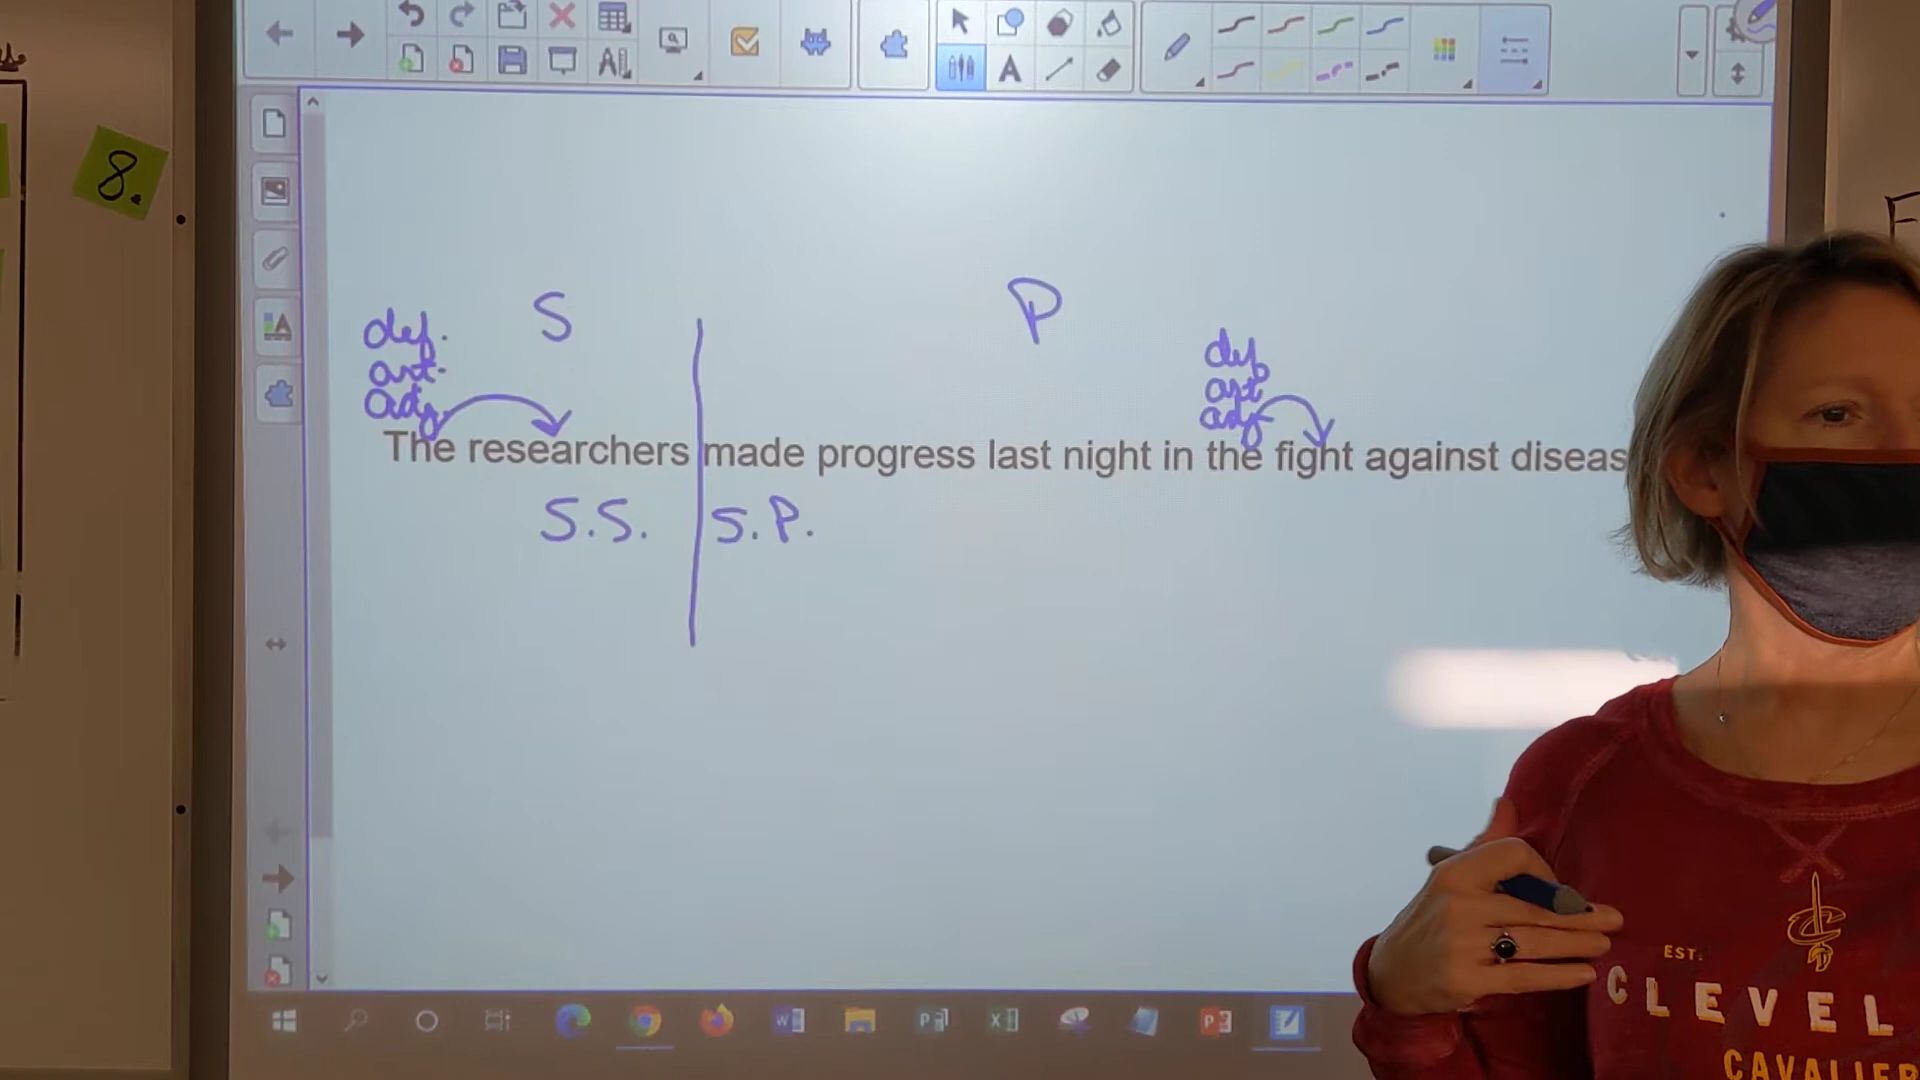 8.
S
P
def.
art.
adj.
def
art
adj
The researchers made progress last night in the fight against diseas
S.S.
S.P.
EST.
CLEVEL
CAVALIER